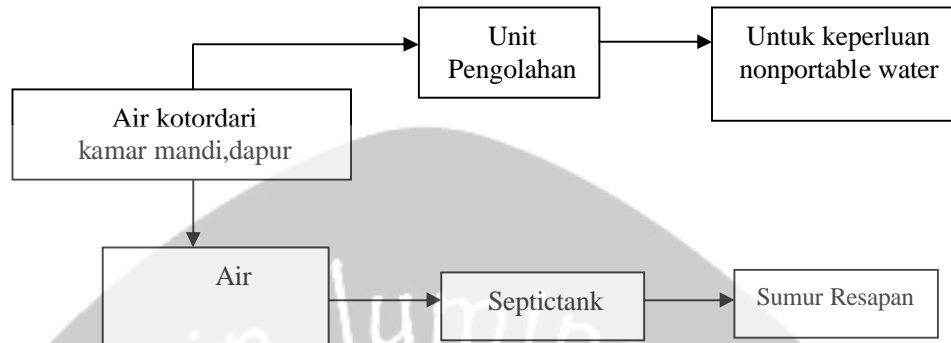 Unit
Pengolahan
Untuk keperluan
nonportable water
Air kotordari
kamar mandi,dapur
Air
Septictank
Sumur Resapan